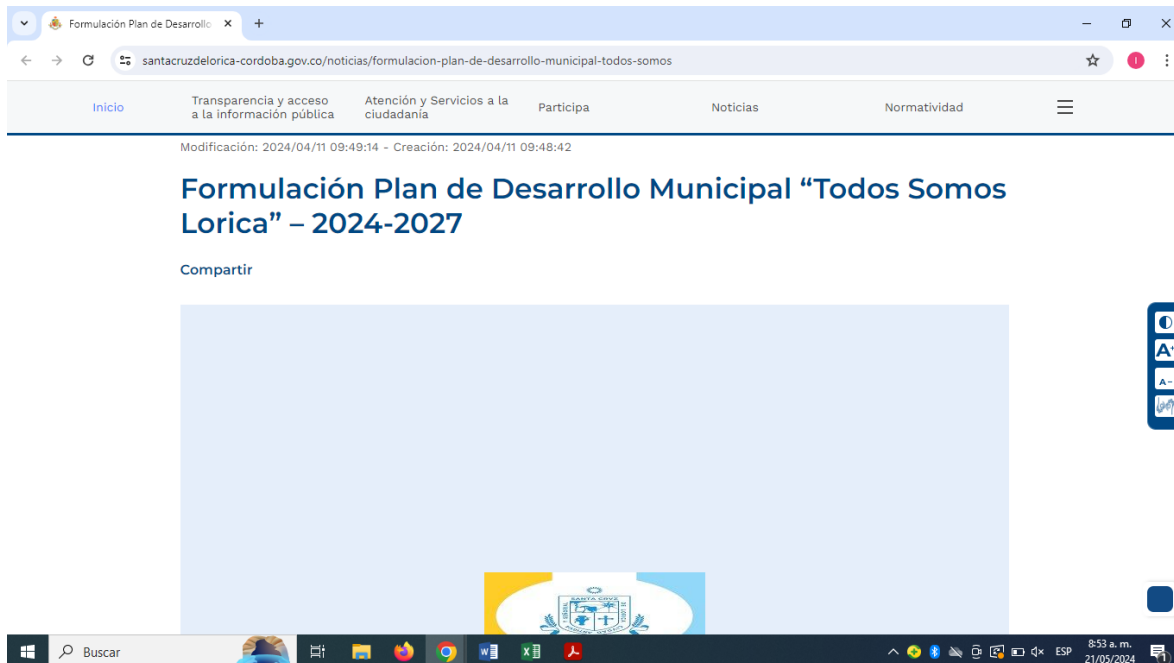 Formulación Plan de Desarrollo
santacruzdelorica-cordoba.gov.co/noticias/formulacion-plan-de-desarrollo-municipal-todos-somos
I
Inicio
Transparencia y acceso
a la información pública
Atención y Servicios a la
ciudadanía
Participa
Noticias
Normatividad
Modificación: 2024/04/11 09:49:14 - Creación: 2024/04/11 09:48:42
Formulación Plan de Desarrollo Municipal “Todos Somos
Lorica” – 2024-2027
Compartir
A+
A-
SANTA CRUZ
DE LORICA
Buscar
ESP
8:53 a. m.
21/05/2024